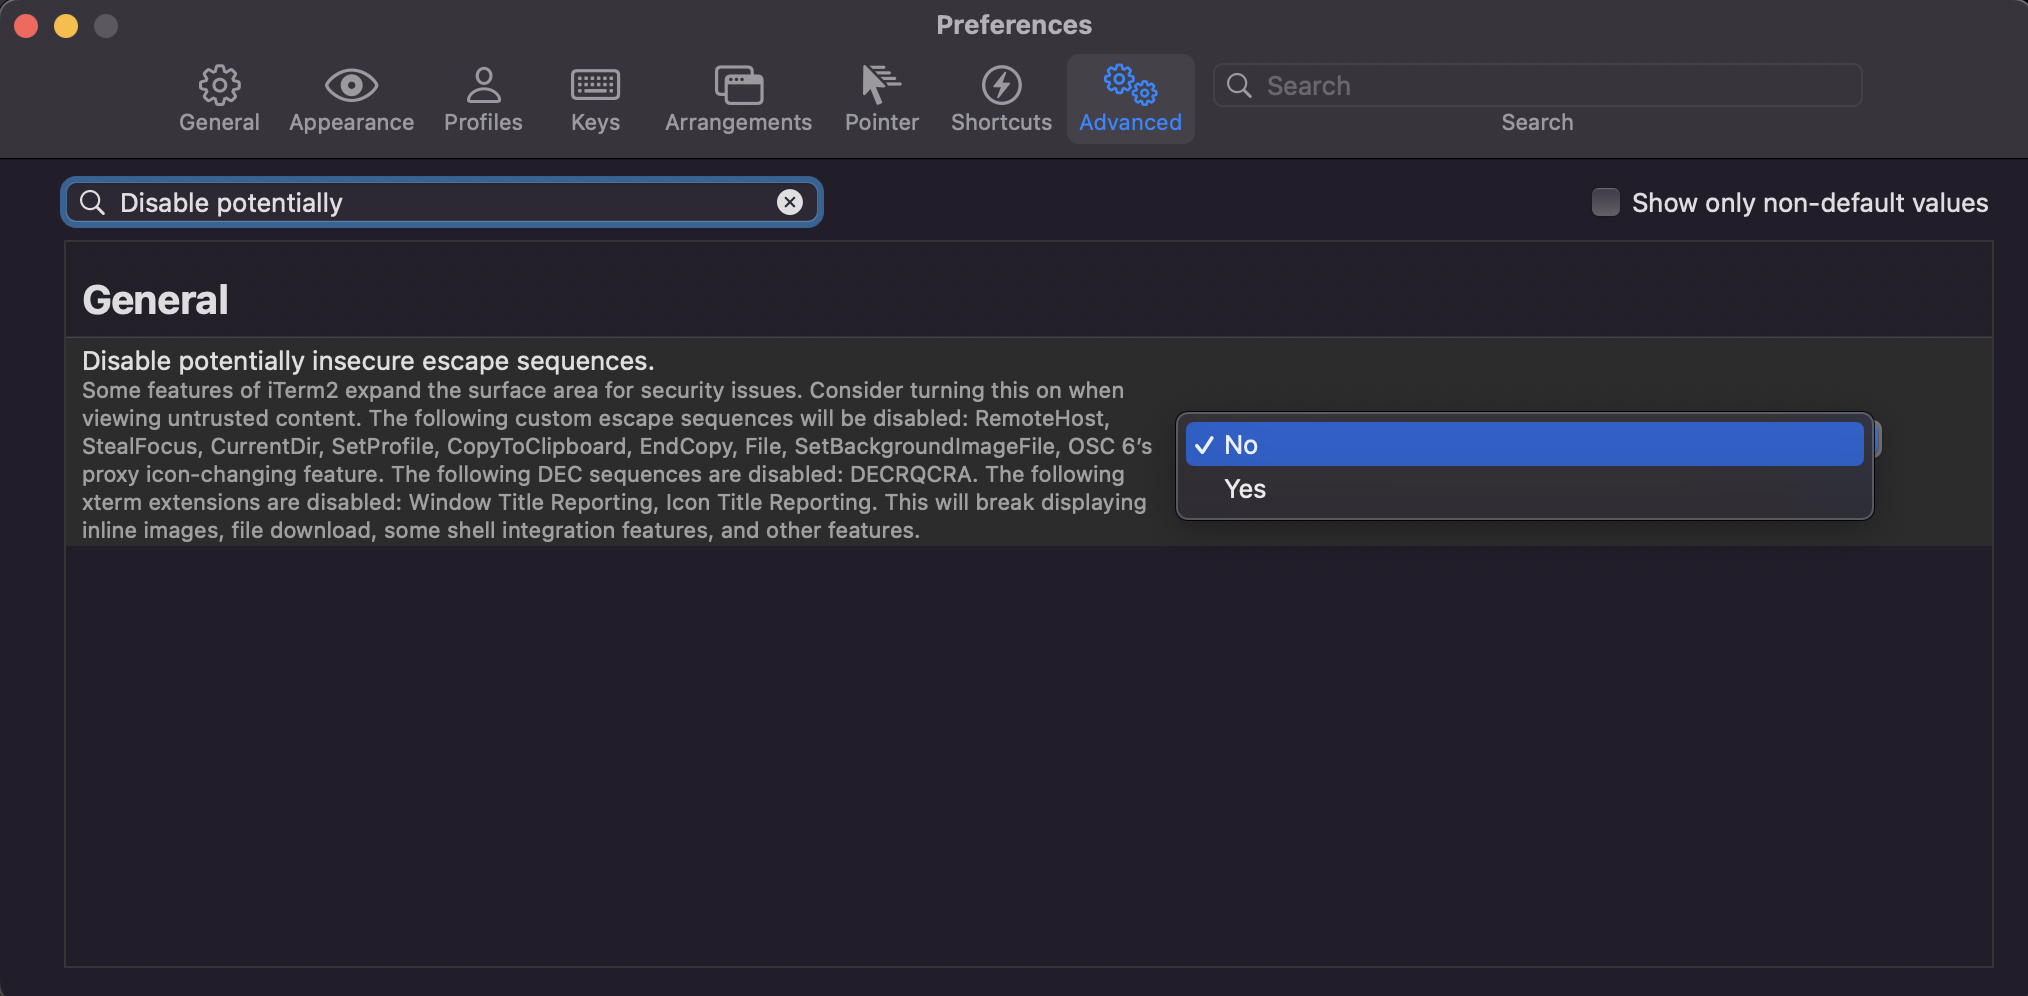 Preferences
General
Appearance
Profiles
Keys
Arrangements
Pointer
Shortcuts
Advanced
Search
Search
Disable potentially
Show only non-default values
General
Disable potentially insecure escape sequences.
Some features of iTerm2 expand the surface area for security issues. Consider turning this on when
viewing untrusted content. The following custom escape sequences will be disabled: RemoteHost,
StealFocus, CurrentDir, SetProfile, CopyToClipboard, EndCopy, File, SetBackgroundImageFile, OSC 6’s
proxy icon-changing feature. The following DEC sequences are disabled: DECRQCRA. The following
xterm extensions are disabled: Window Title Reporting, Icon Title Reporting. This will break displaying
inline images, file download, some shell integration features, and other features.
No
Yes